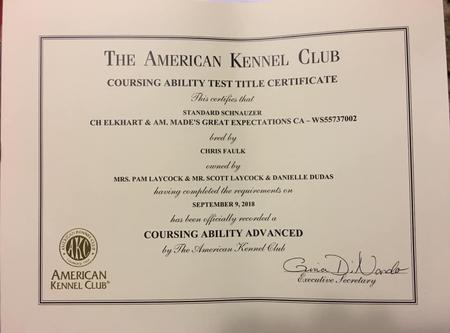 THE AMERICAN KENNEL CLUB
COURSING ABILITY TEST TITLE CERTIFICATE
This certifies that
STANDARD SCHNAUZER
CH ELKHART & AM. MADE'S GREAT EXPECTATIONS CA – WS55737002
bred by
CHRIS FAULK
owned by
MRS. PAM LAYCOCK & MR. SCOTT LAYCOCK & DANIELLE DUDAS
having completed the requirements on
SEPTEMBER 9, 2018
has been officially recorded a
COURSING ABILITY ADVANCED
by The American Kennel Club
AKC
AMERICAN
KENNEL CLUB®
Gina DiNardo
Executive Secretary